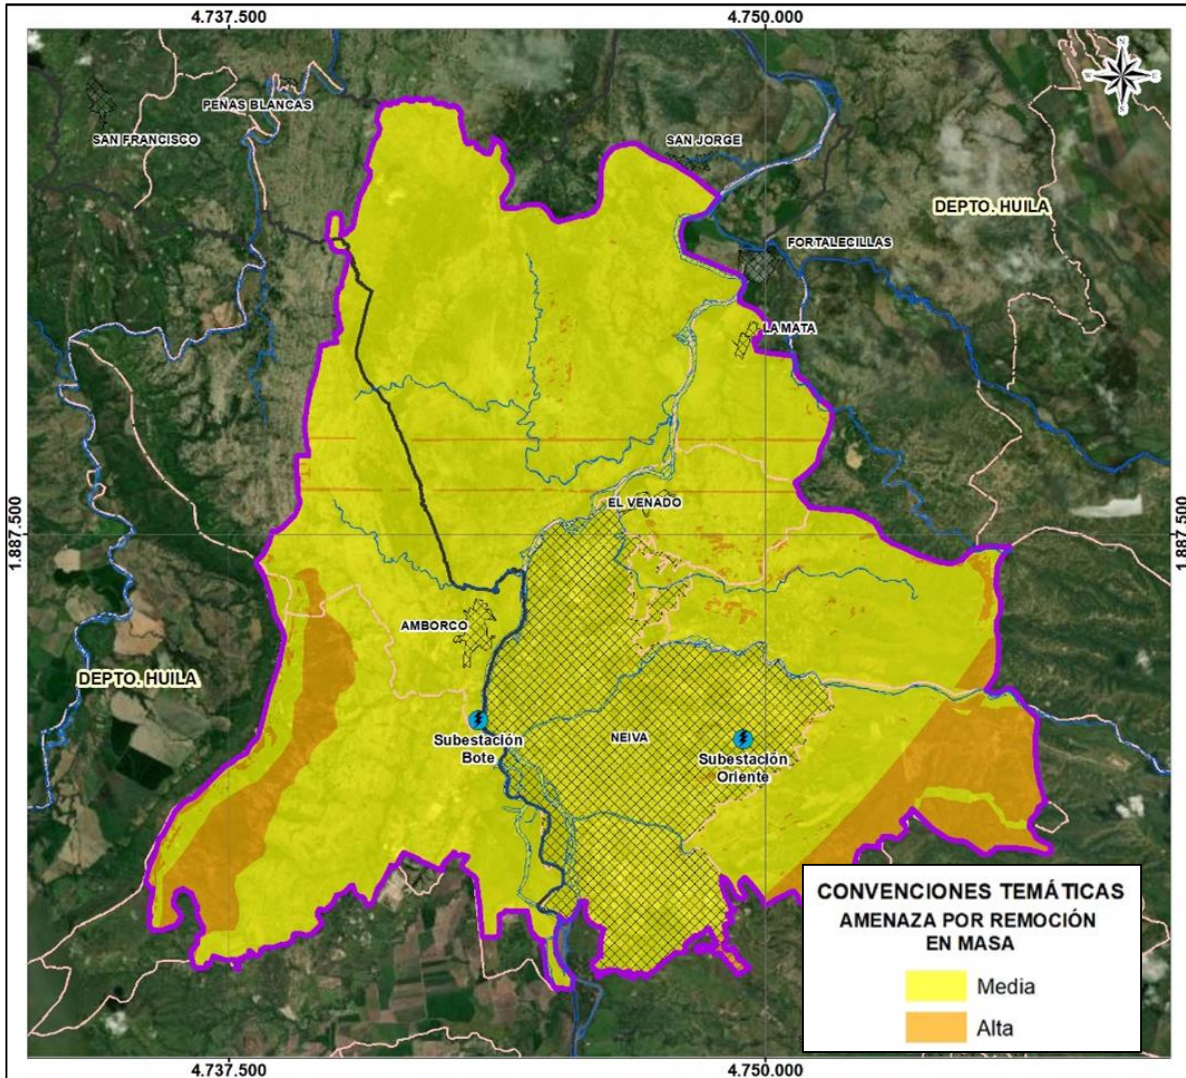 4.737.500
4.750.000
N
W
E
S
PEÑAS BLANCAS
SAN FRANCISCO
SAN JORGE
DEPTO. HUILA
FORTALECILLAS
LA MATA
EL VENADO
1.887.500
1.887.500
AMBORCO
DEPTO. HUILA
NEIVA
Subestación
Bote
Subestación
Oriente
CONVENCIONES TEMÁTICAS
AMENAZA POR REMOCIÓN
EN MASA
Media
Alta
4.737.500
4.750.000